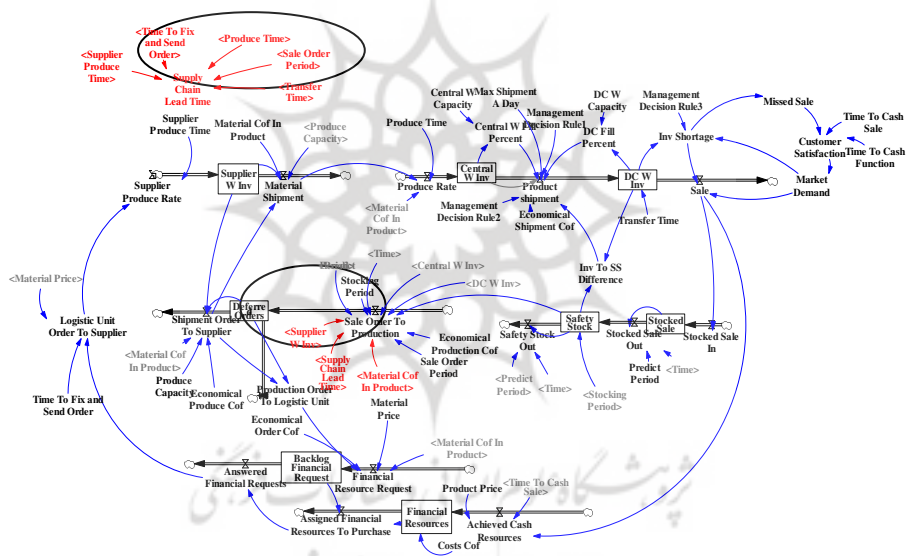 <Time To Fix
and Send
Order>
<Produce Time>
<Supplier
Produce
Time>
<Sale Order
Period>
Supply
Chain
Lead Time
<Transfer
Time>
Supplier
Produce Time
Material Cof In
Product
<Produce
Capacity>
Supplier
W Inv
Supplier
Produce Rate
Material
Shipment
Produce Time
Central W
Capacity
Max Shipment
A Day
Central W Fill
Percent
Management
Decision Rule1
DC W
Capacity
DC Fill
Percent
Management
Decision Rule3
Inv Shortage
Missed Sale
Time To Cash
Sale
Customer
Satisfaction
Time To Cash
Function
Market
Demand
Produce Rate
Central W Inv
Product
shipment
DC W
Inv
Sale
<Material
Cof In
Product>
Management
Decision Rule2
Economical
Shipment Cof
Transfer Time
Inv To SS
Difference
<Material Price>
Logistic Unit
Order To Supplier
Shipment Order
To Supplier
Deferre
Orders
Stocking
Period
<Time>
<Central W Inv>
<DC W Inv>
Sale Order To
Production
<Supplier
W Inv>
<Supply
Chain
Lead
Time>
<Material Cof
In Product>
Economical
Production Cof
Sale Order
Period
Safety Stock
Out
Safety
Stock
Stocked Sale
Out
Stocked
Sale
Stocked Sale
In
<Predict
Period>
<Time>
<Stocking
Period>
Predict
Period
<Time>
<Material Cof
In Product>
Produce
Capacity
Economical
Produce Cof
Time To Fix and
Send Order
Production Order
To Logistic Unit
Economical
Order Cof
Material
Price
<Material Cof In
Product>
Answered
Financial Requests
Backlog
Financial
Request
Financial
Resource Request
Assigned Financial
Resources To Purchase
Financial
Resources
Costs Cof
Product Price
<Time To Cash
Sale>
Achieved Cash
Resources